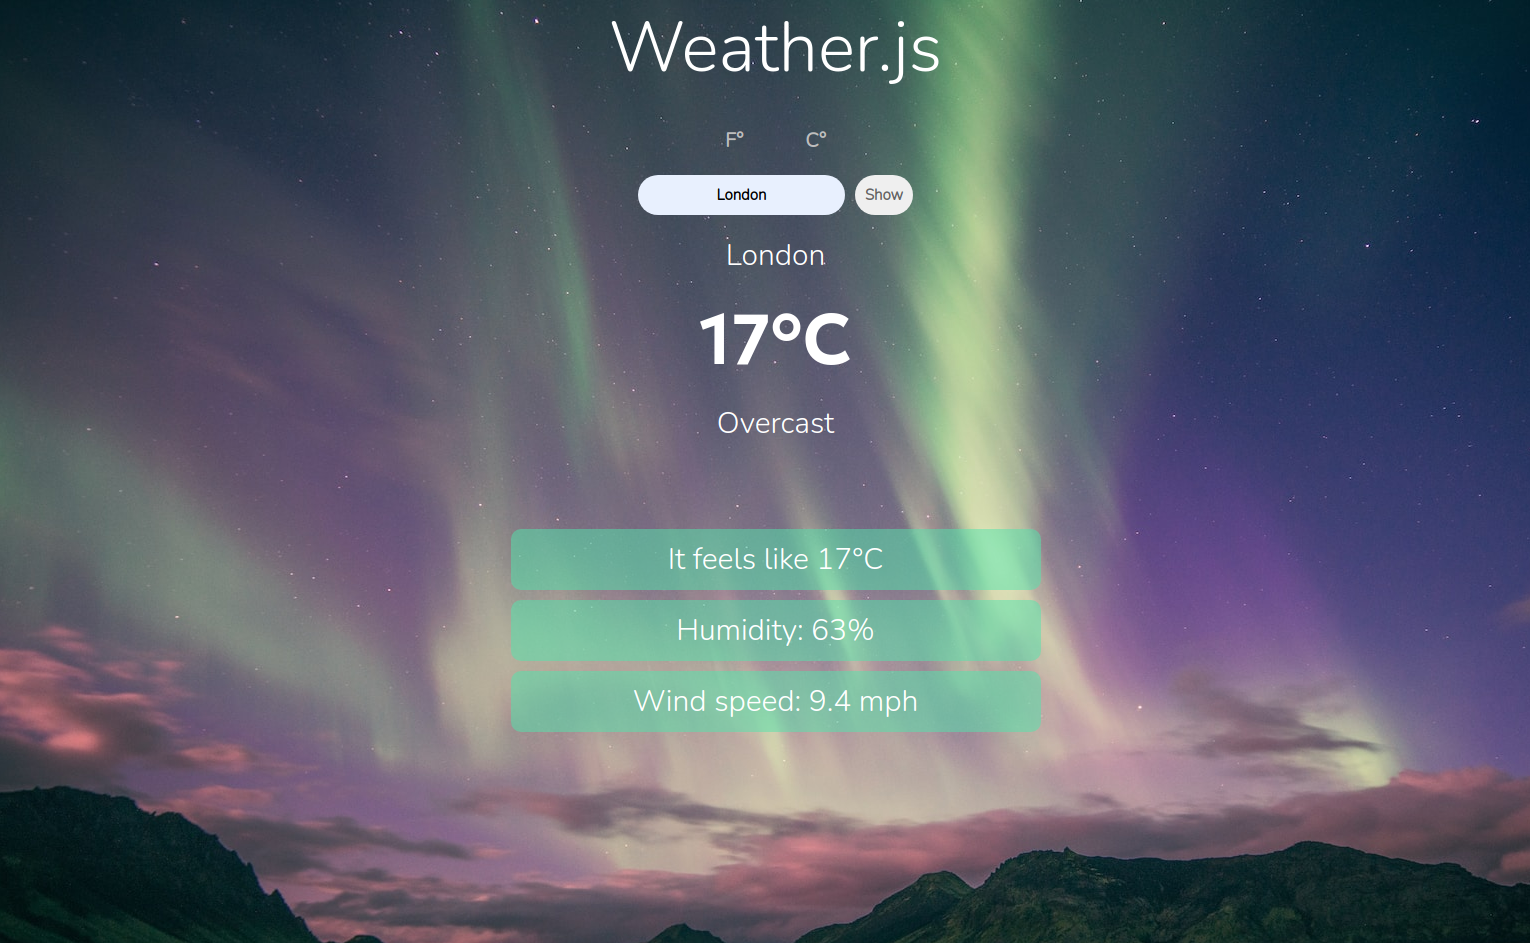 Weather.js
F° C°
London Show
London
17°C
Overcast
It feels like 17°C
Humidity: 63%
Wind speed: 9.4 mph